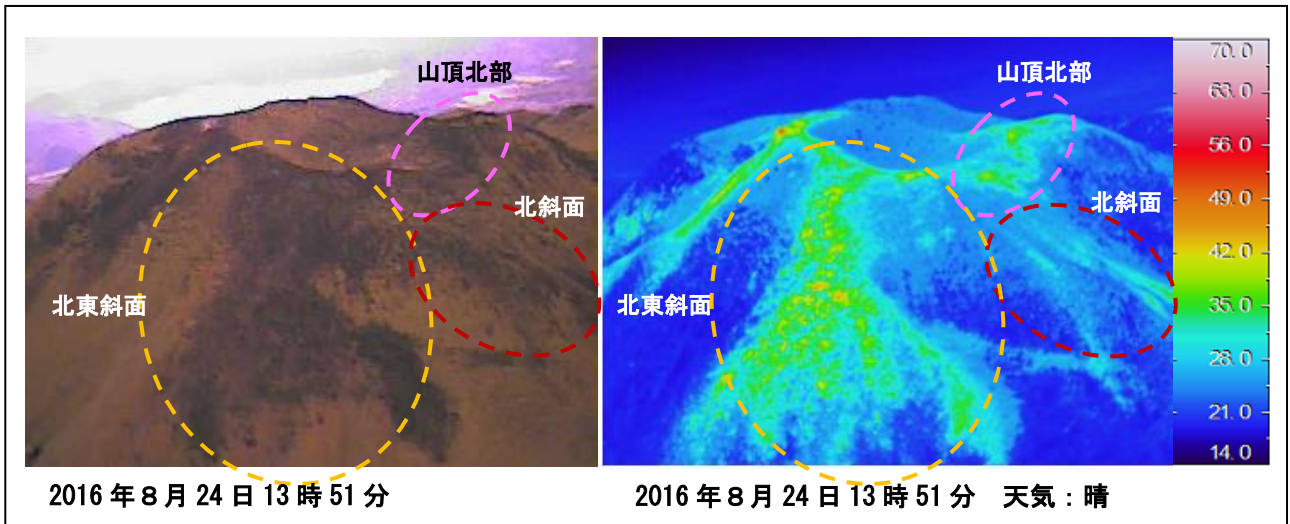 山頂北部
北斜面
北東斜面
2016年8月24日13時51分
山頂北部
北斜面
北東斜面
70.0
63.0
56.0
49.0
42.0
35.0
28.0
21.0
14.0
2016年8月24日13時51分 天気：晴